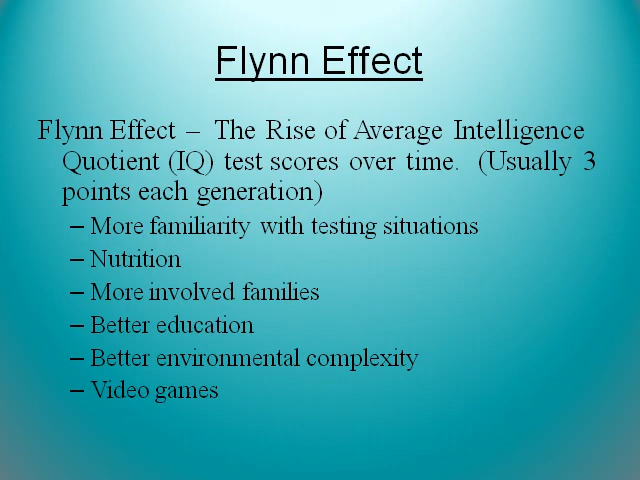 Flynn Effect
Flynn Effect – The Rise of Average Intelligence
Quotient (IQ) test scores over time. (Usually 3
points each generation)
– More familiarity with testing situations
– Nutrition
– More involved families
– Better education
– Better environmental complexity
– Video games